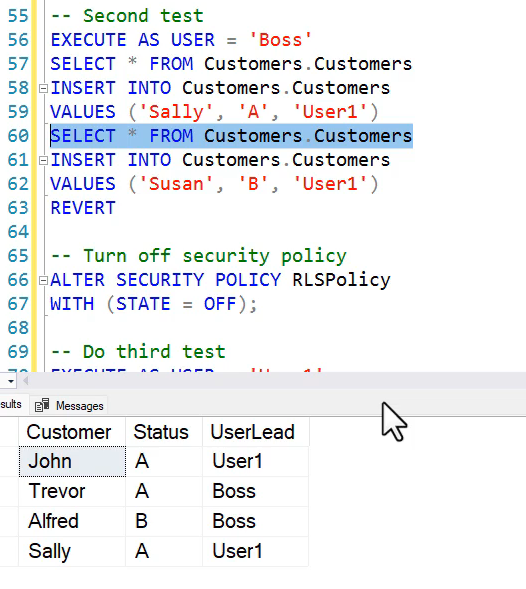 55 -- Second test
56 EXECUTE AS USER = 'Boss'
57 SELECT * FROM Customers.Customers
58 INSERT INTO Customers.Customers
59 VALUES ('Sally', 'A', 'User1')
60 SELECT * FROM Customers.Customers
61 INSERT INTO Customers.Customers
62 VALUES ('Susan', 'B', 'User1')
63 REVERT
64
65 -- Turn off security policy
66 ALTER SECURITY POLICY RLSPolicy
67 WITH (STATE = OFF);
68
69 -- Do third test
sults Messages
Customer Status UserLead
John A User1
Trevor A Boss
Alfred B Boss
Sally A User1